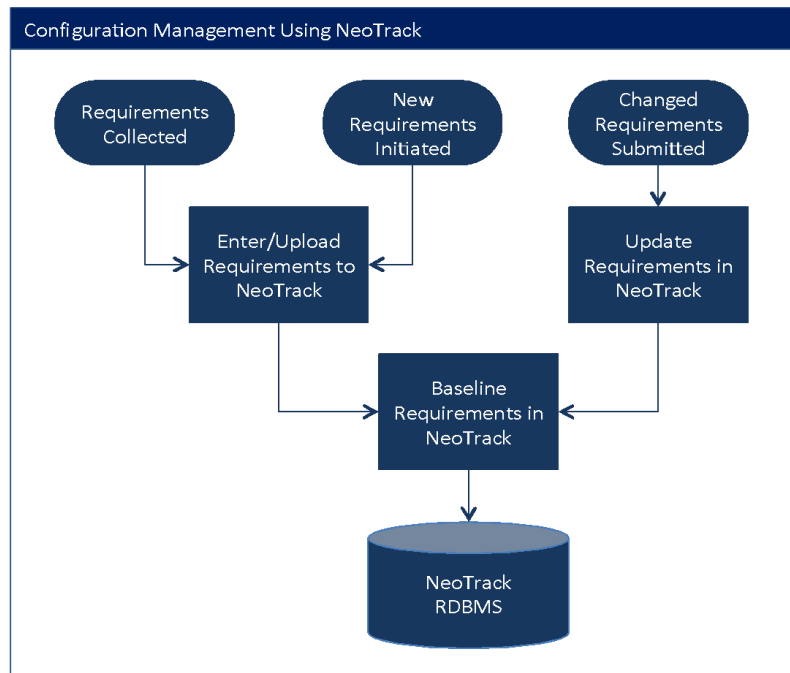 Configuration Management Using NeoTrack
Requirements
Collected
New
Requirements
Initiated
Changed
Requirements
Submitted
Enter/Upload
Requirements to
NeoTrack
Update
Requirements in
NeoTrack
Baseline
Requirements in
NeoTrack
NeoTrack
RDBMS